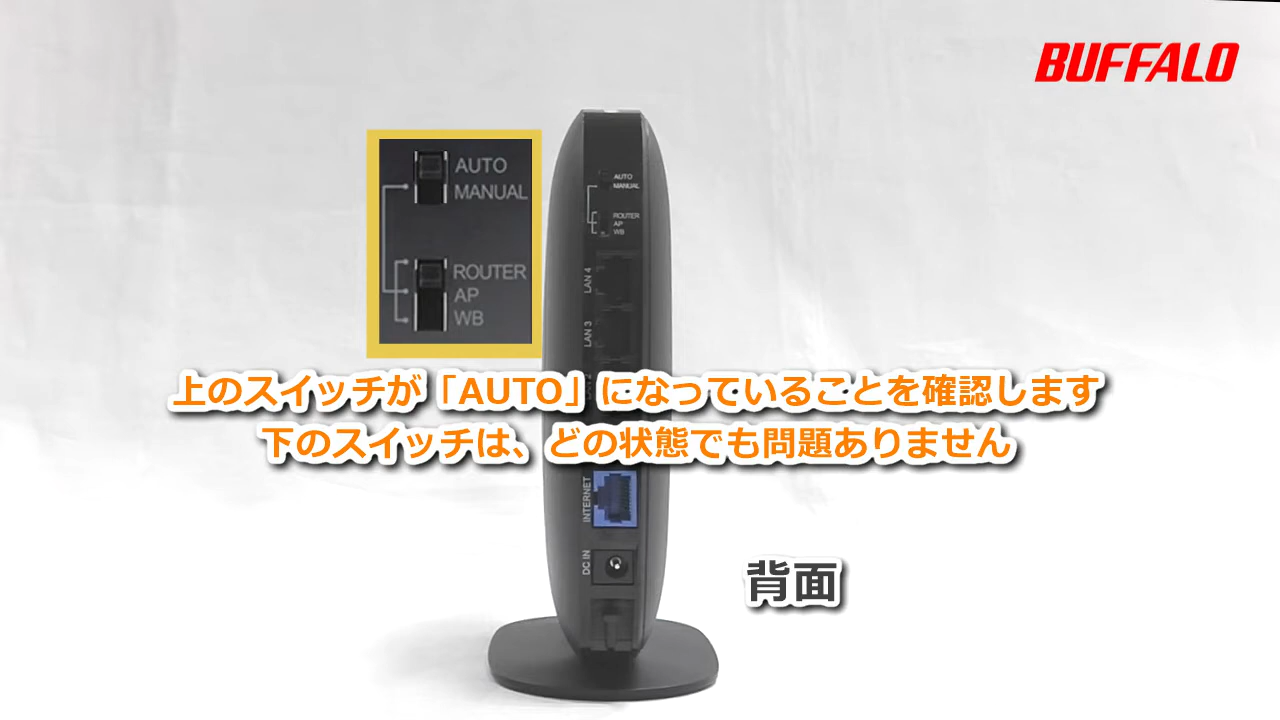 BUFFALO
AUTO
MANUAL
ROUTER
AP
WB
AUTO
MANUAL
ROUTER
AP
WB
LAN 4
LAN 3
上のスイッチが「AUTO」になっていることを確認します
下のスイッチは、どの状態でも問題ありません
INTERNET
DC IN
背面